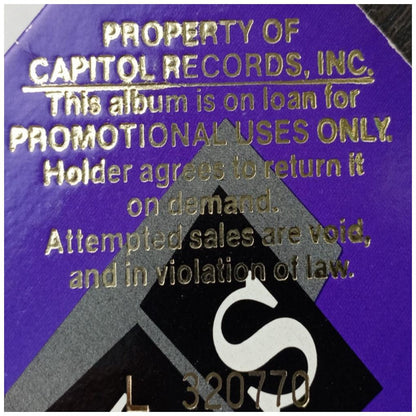 PROPERTY OF
CAPITOL RECORDS, INC.
This album is on loan for
PROMOTIONAL USES ONLY.
Holder agrees to return it
on demand.
Attempted sales are void,
and in violation of law.
S
L 320770